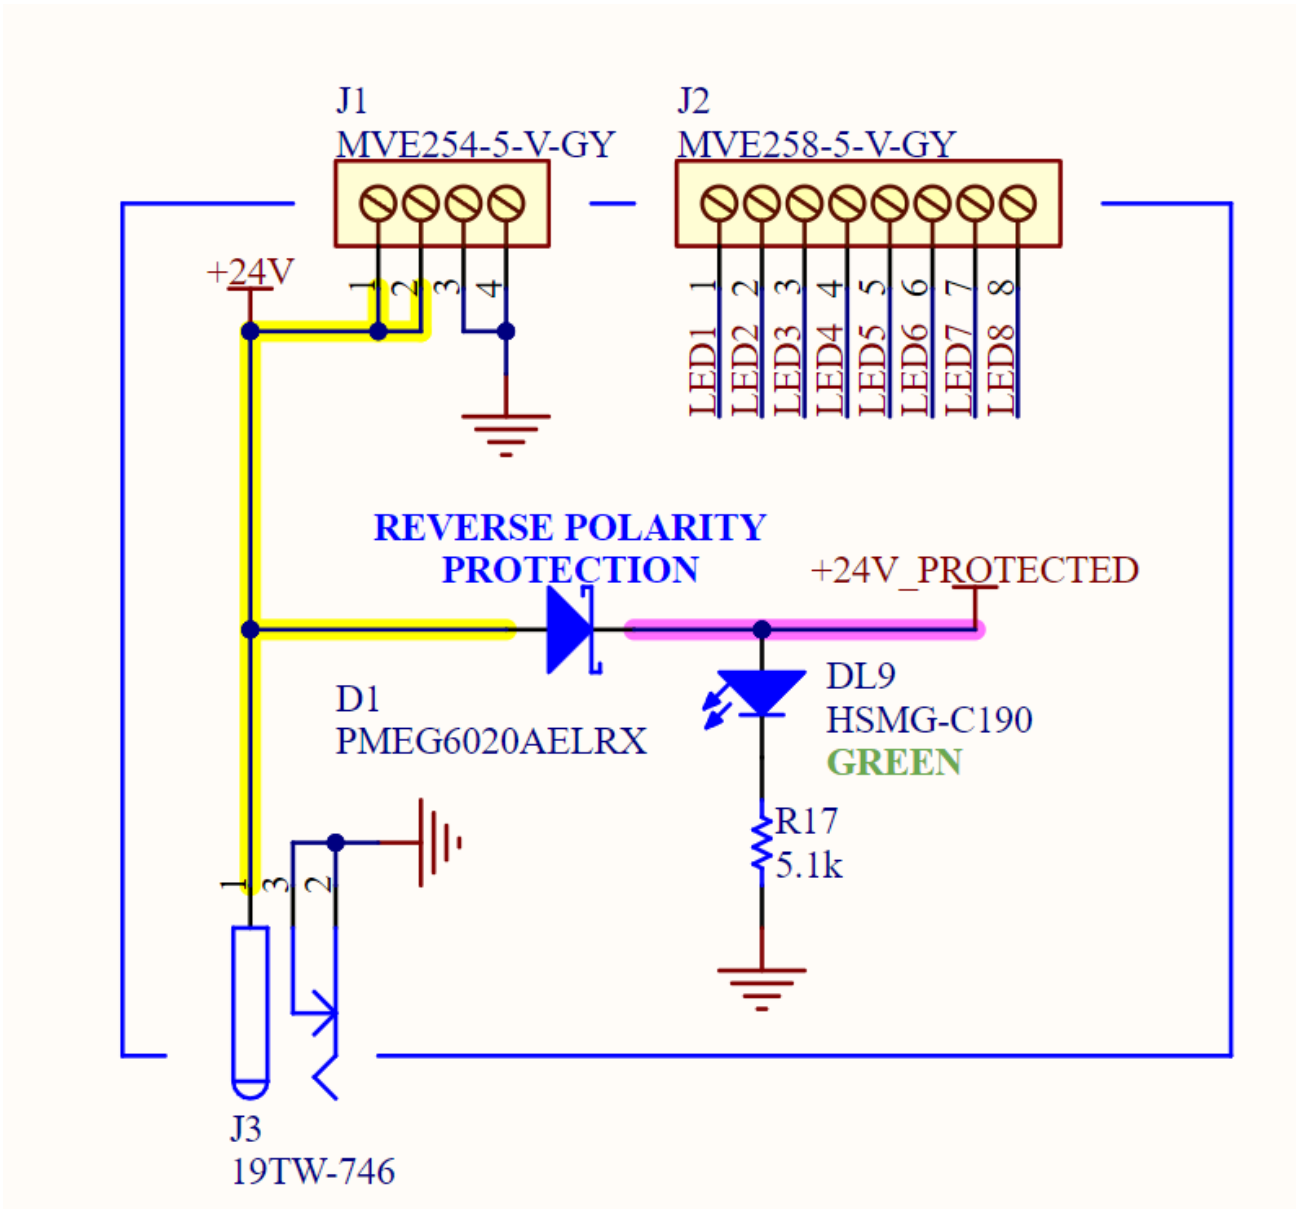 J1
MVE254-5-V-GY
J2
MVE258-5-V-GY
+24V
1 2 3 4
1 2 3 4 5 6 7 8
LED1 LED2 LED3 LED4 LED5 LED6 LED7 LED8
REVERSE POLARITY
PROTECTION
+24V_PROTECTED
D1
PMEG6020AELRX
DL9
HSMG-C190
GREEN
R17
5.1k
1 3 2
J3
19TW-746